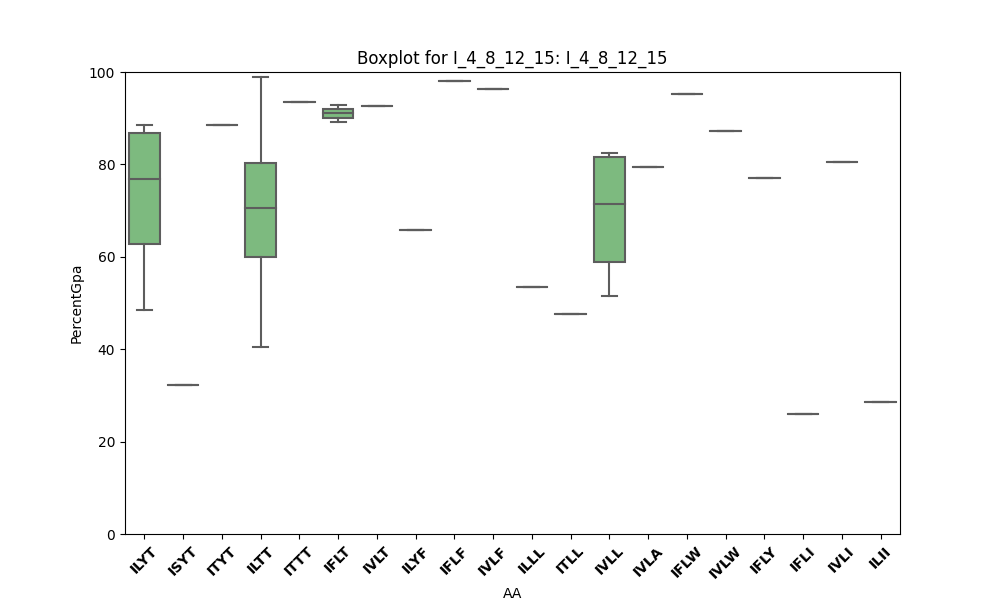 Boxplot for I_4_8_12_15: I_4_8_12_15
100
80
60
40
20
0
PercentGpa
ILYT ISYT ITYT ILTT ITTT IFLT IVLT ILYF IFLF IVLF ILLL ITLL IVLL IVLA IFLW IVLW IFLY IFLI IVLI ILII
AA